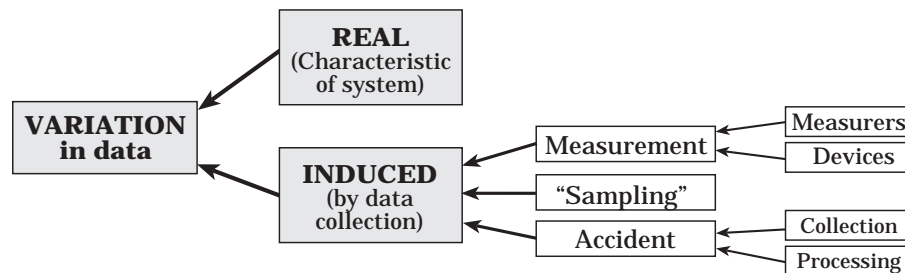 REAL
(Characteristic
of system)
VARIATION
in data
INDUCED
(by data
collection)
Measurement
“Sampling”
Accident
Measurers
Devices
Collection
Processing